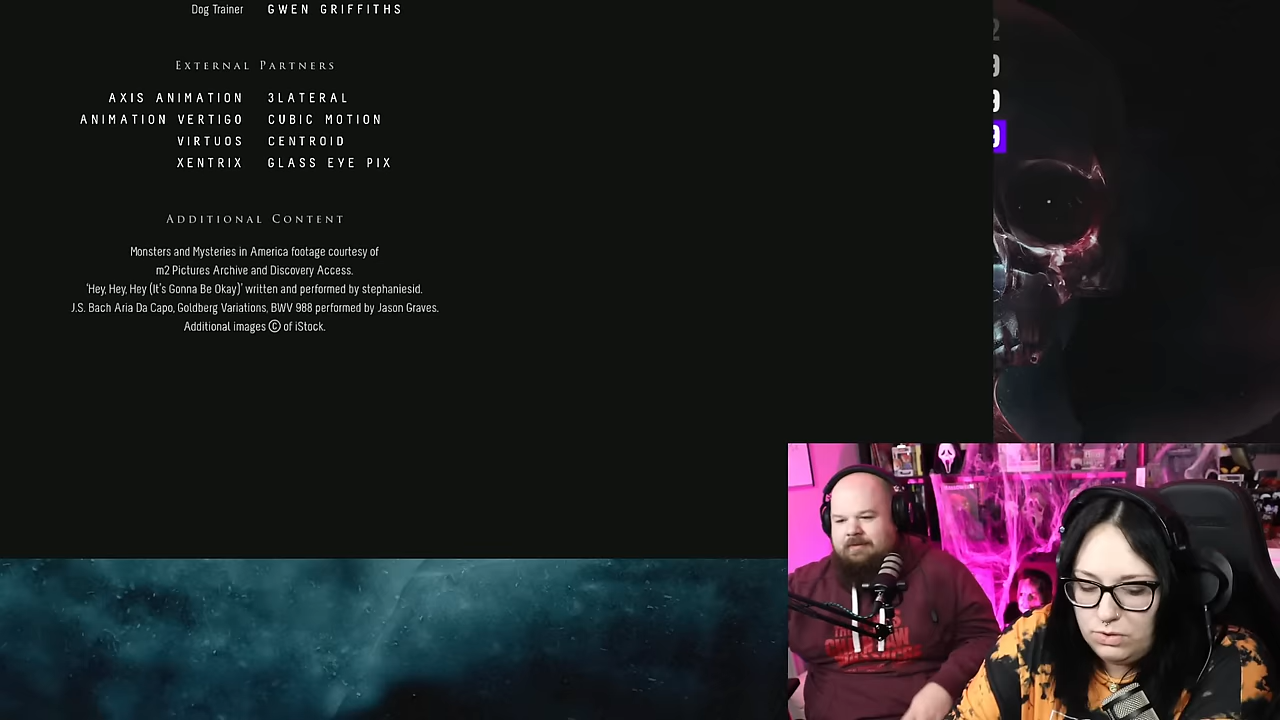 Dog Trainer GWEN GRIFFITHS
EXTERNAL PARTNERS
AXIS ANIMATION 3LATERAL
ANIMATION VERTIGO CUBIC MOTION
VIRTUOS CENTROID
XENTRIX GLASS EYE PIX
ADDITIONAL CONTENT
Monsters and Mysteries in America footage courtesy of
m2 Pictures Archive and Discovery Access.
'Hey, Hey, Hey (It's Gonna Be Okay)' written and performed by stephaniesid.
J.S. Bach Aria Da Capo, Goldberg Variations, BWV 988 performed by Jason Graves.
Additional images © of iStock.